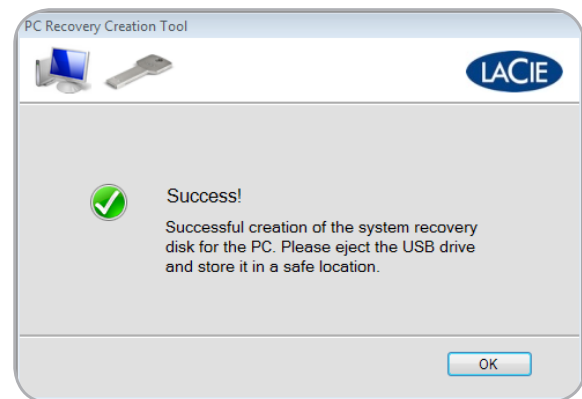 PC Recovery Creation Tool
LACIE
Success!
Successful creation of the system recovery
disk for the PC. Please eject the USB drive
and store it in a safe location.
OK